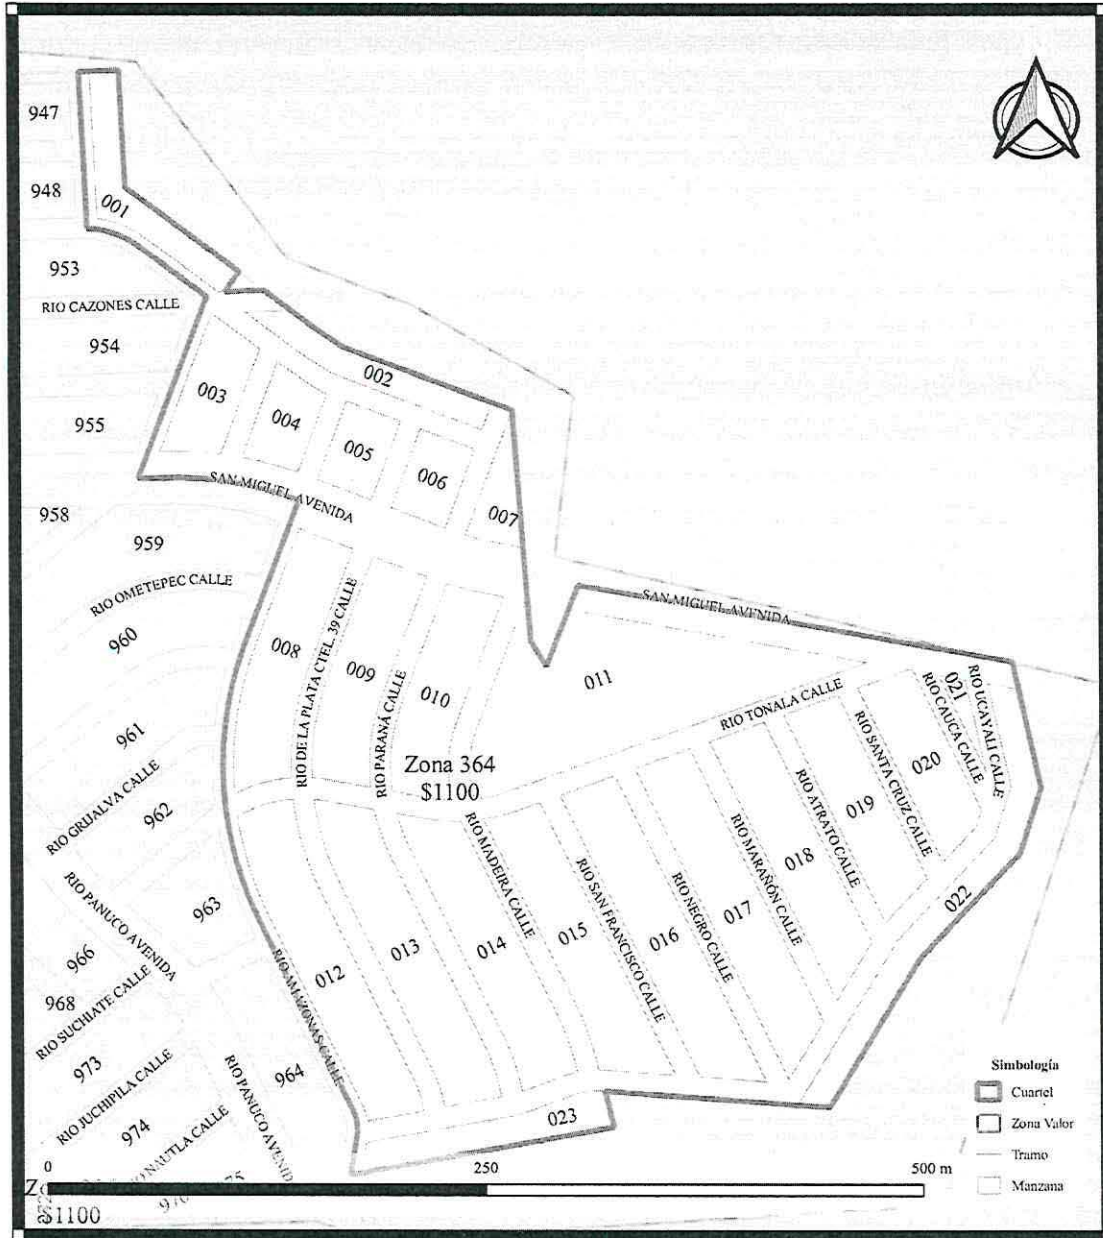 947
948
001
953
RIO CAZONES CALLE
954
002
003
955
004
005
006
SAN MIGUEL AVENIDA
007
958
959
RIO OMETEPEC CALLE
SAN MIGUEL AVENIDA
960
008
RIO DE LA PLATA CTEL. 39 CALLE
009
RIO PARANÁ CALLE
010
011
RIO TONALA CALLE
021
RIO UCAYALI CALLE
RIO CAUCA CALLE
RIO SANTA CRUZ CALLE
020
961
Zona 364
$1100
RIO GRIJALVA CALLE
962
RIO ATRATO CALLE
019
RIO MADEIRA CALLE
RIO MARAÑÓN CALLE
018
RIO SAN FRANCISCO CALLE
RIO NEGRO CALLE
017
022
RIO PANUCO AVENIDA
963
966
012
013
014
015
016
RIO AMAZONAS CALLE
968
RIO SUCHIATE CALLE
973
964
RIO JUCHIPILA CALLE
RIO PANUCO AVENID
974
NAUTLA CALLE
023
Simbología
Cuartel
Zona Valor
Tramo
Manzana
0
250
500 m
$1100